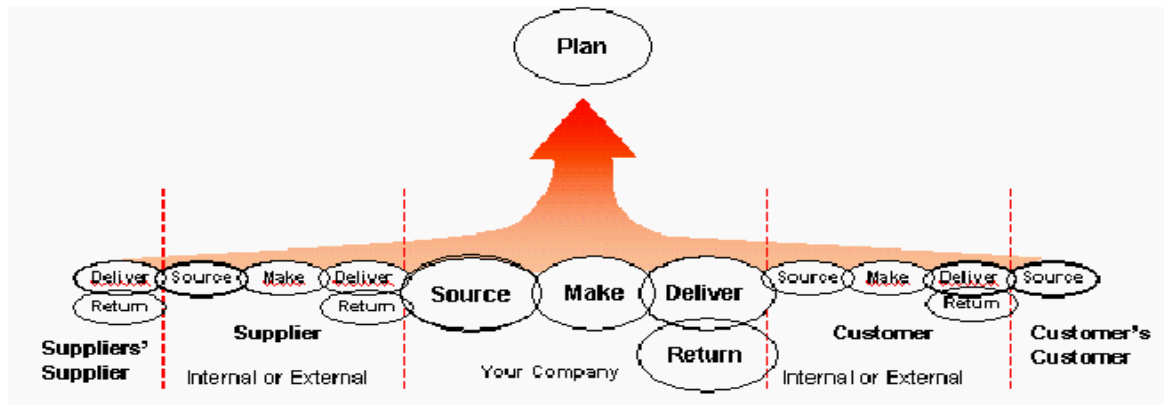 Plan
Deliver Source Make Deliver Source Make Deliver Source Make Deliver Source
Return Return Return Return
Supplier Customer
Suppliers' Customer's
Supplier Customer
Internal or External Your Company Internal or External